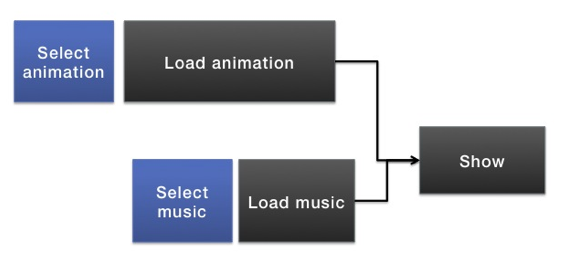 Select
animation
Load animation
Select
music
Load music
Show